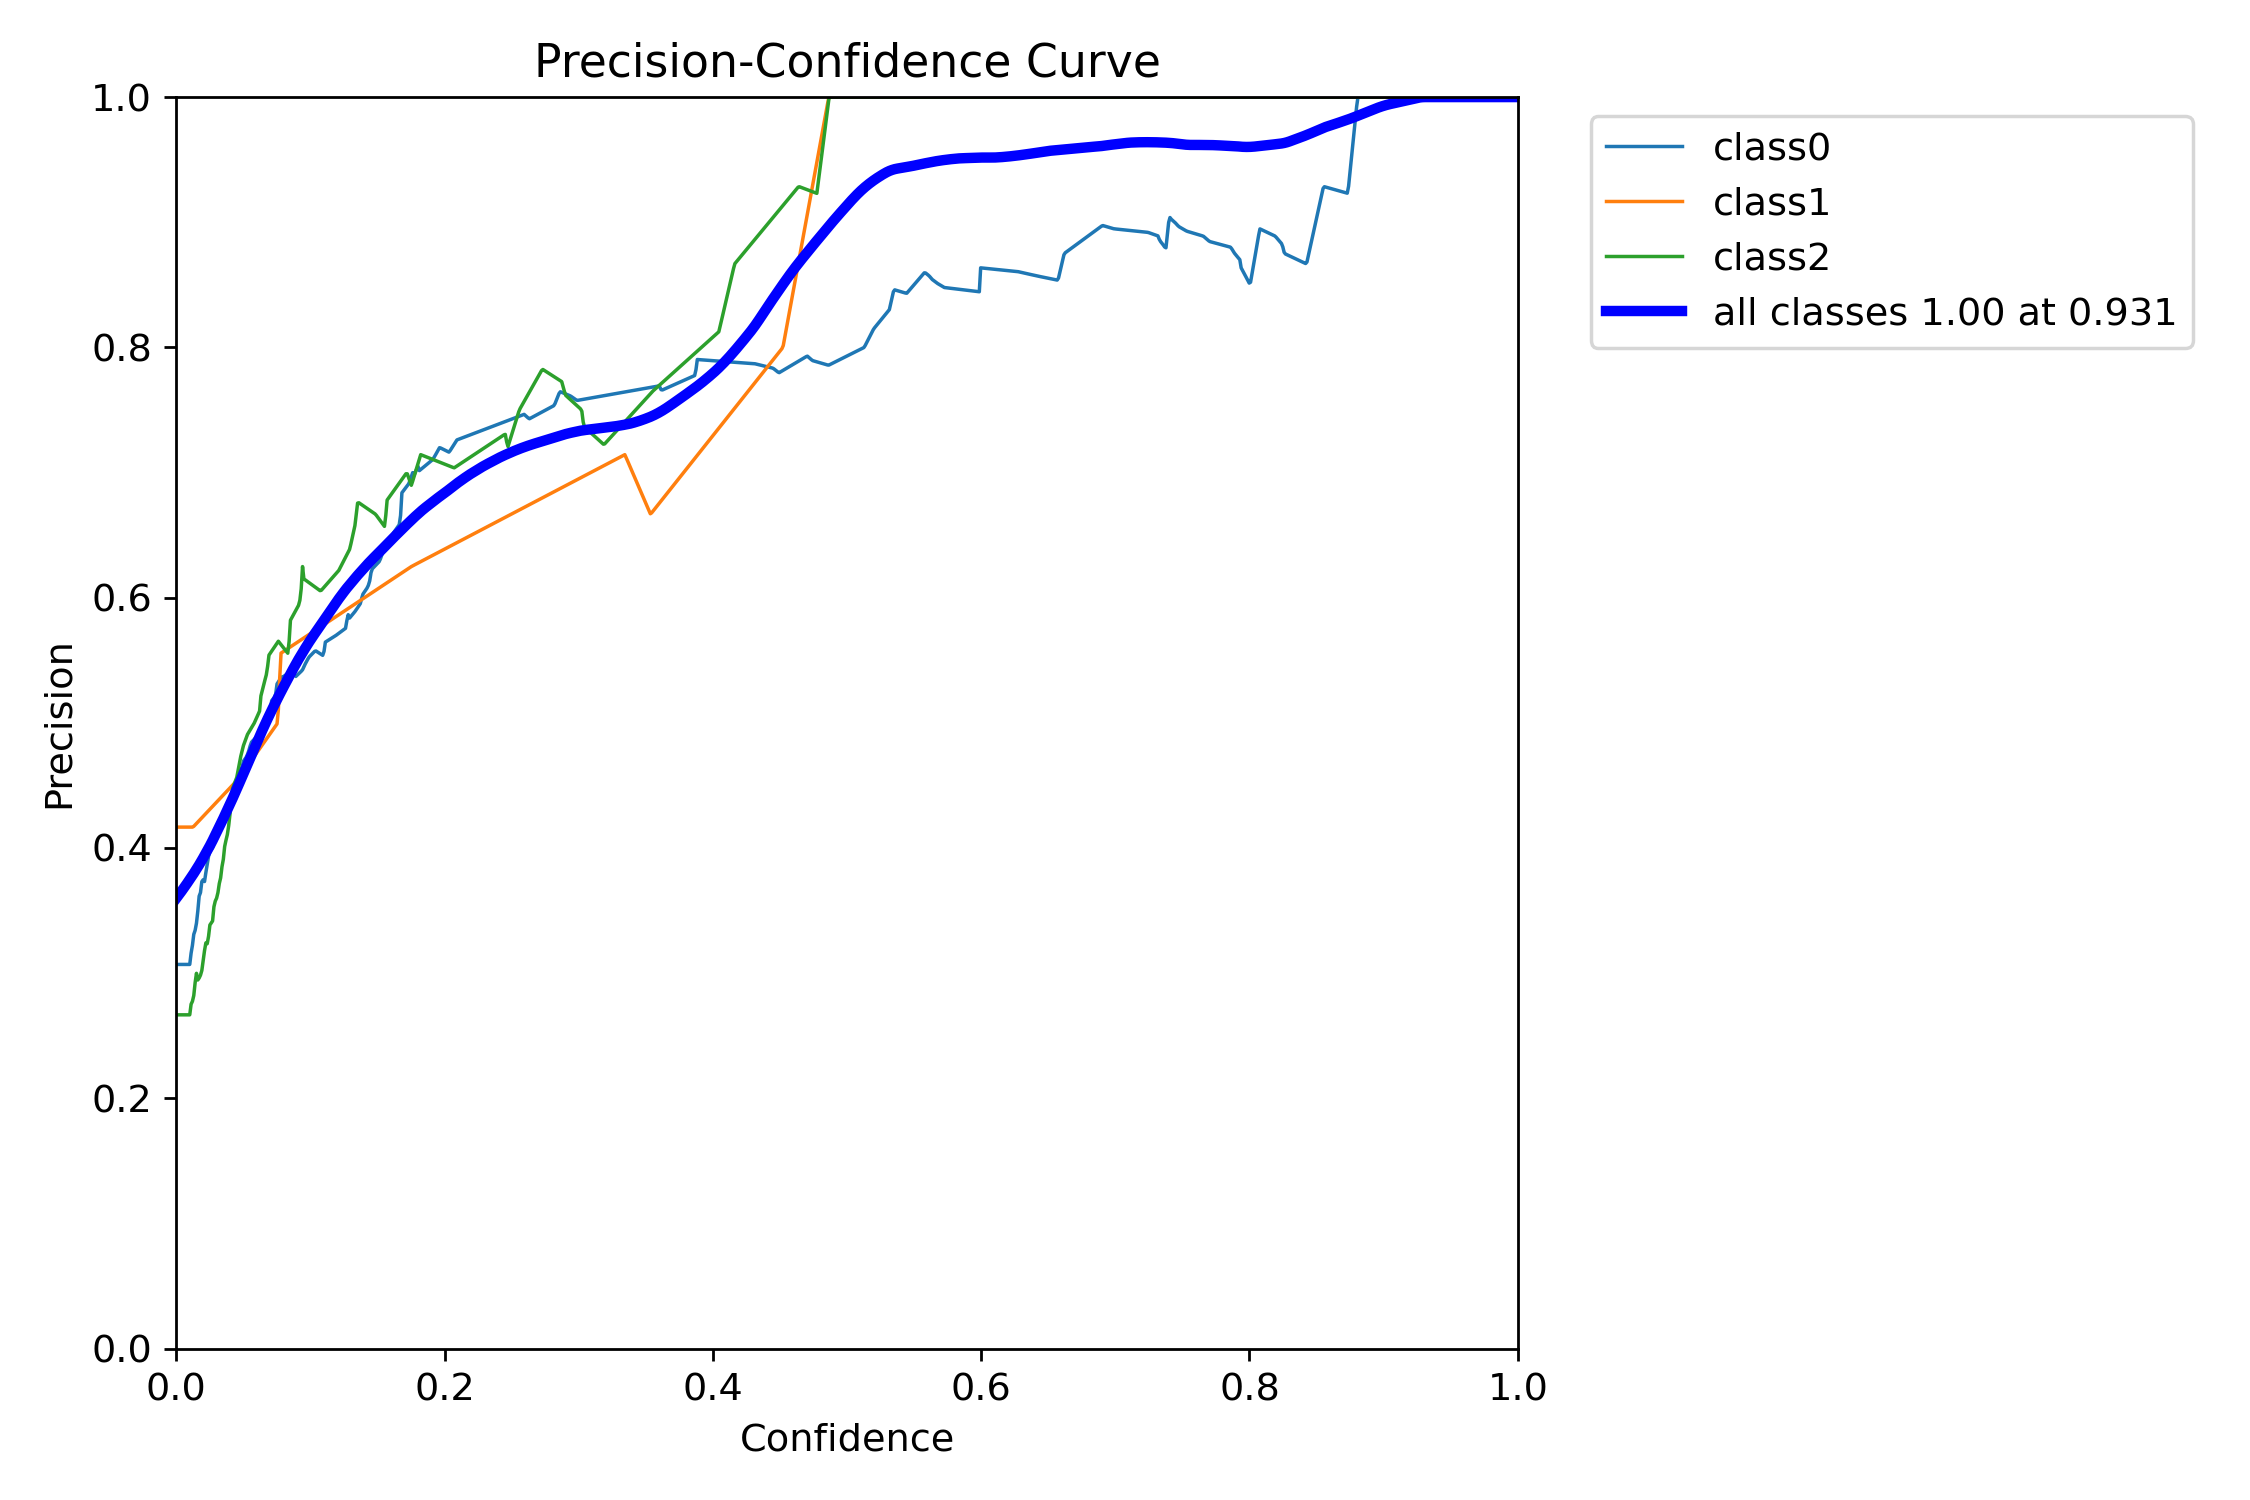 Precision-Confidence Curve
1.0
0.8
0.6
0.4
0.2
0.0
Precision
0.0 0.2 0.4 0.6 0.8 1.0
Confidence
class0
class1
class2
all classes 1.00 at 0.931